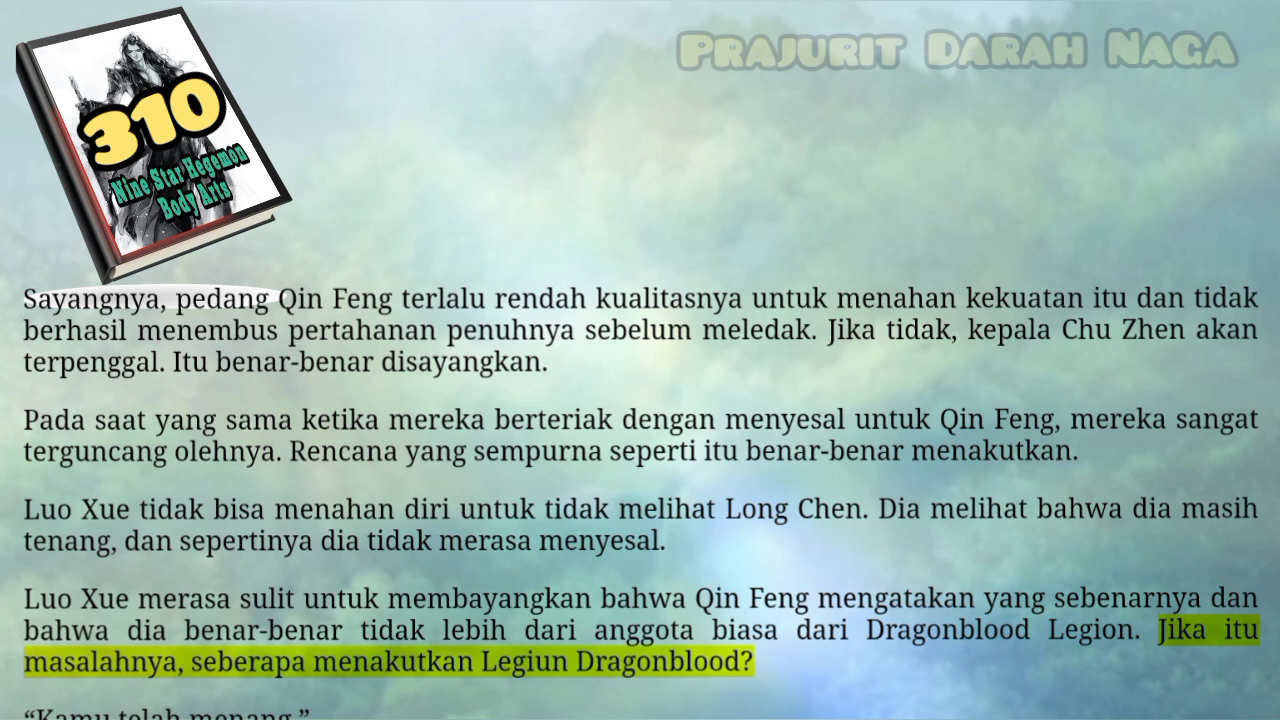 Prajurit Darah Naga
310
Nine Star Hegemon
Body Arts
Sayangnya, pedang Qin Feng terlalu rendah kualitasnya untuk menahan kekuatan itu dan tidak
berhasil menembus pertahanan penuhnya sebelum meledak. Jika tidak, kepala Chu Zhen akan
terpenggal. Itu benar-benar disayangkan.
Pada saat yang sama ketika mereka berteriak dengan menyesal untuk Qin Feng, mereka sangat
terguncang olehnya. Rencana yang sempurna seperti itu benar-benar menakutkan.
Luo Xue tidak bisa menahan diri untuk tidak melihat Long Chen. Dia melihat bahwa dia masih
tenang, dan sepertinya dia tidak merasa menyesal.
Luo Xue merasa sulit untuk membayangkan bahwa Qin Feng mengatakan yang sebenarnya dan
bahwa dia benar-benar tidak lebih dari anggota biasa dari Dragonblood Legion. Jika itu
masalahnya, seberapa menakutkan Legiun Dragonblood?
“Kamu telah menang.”